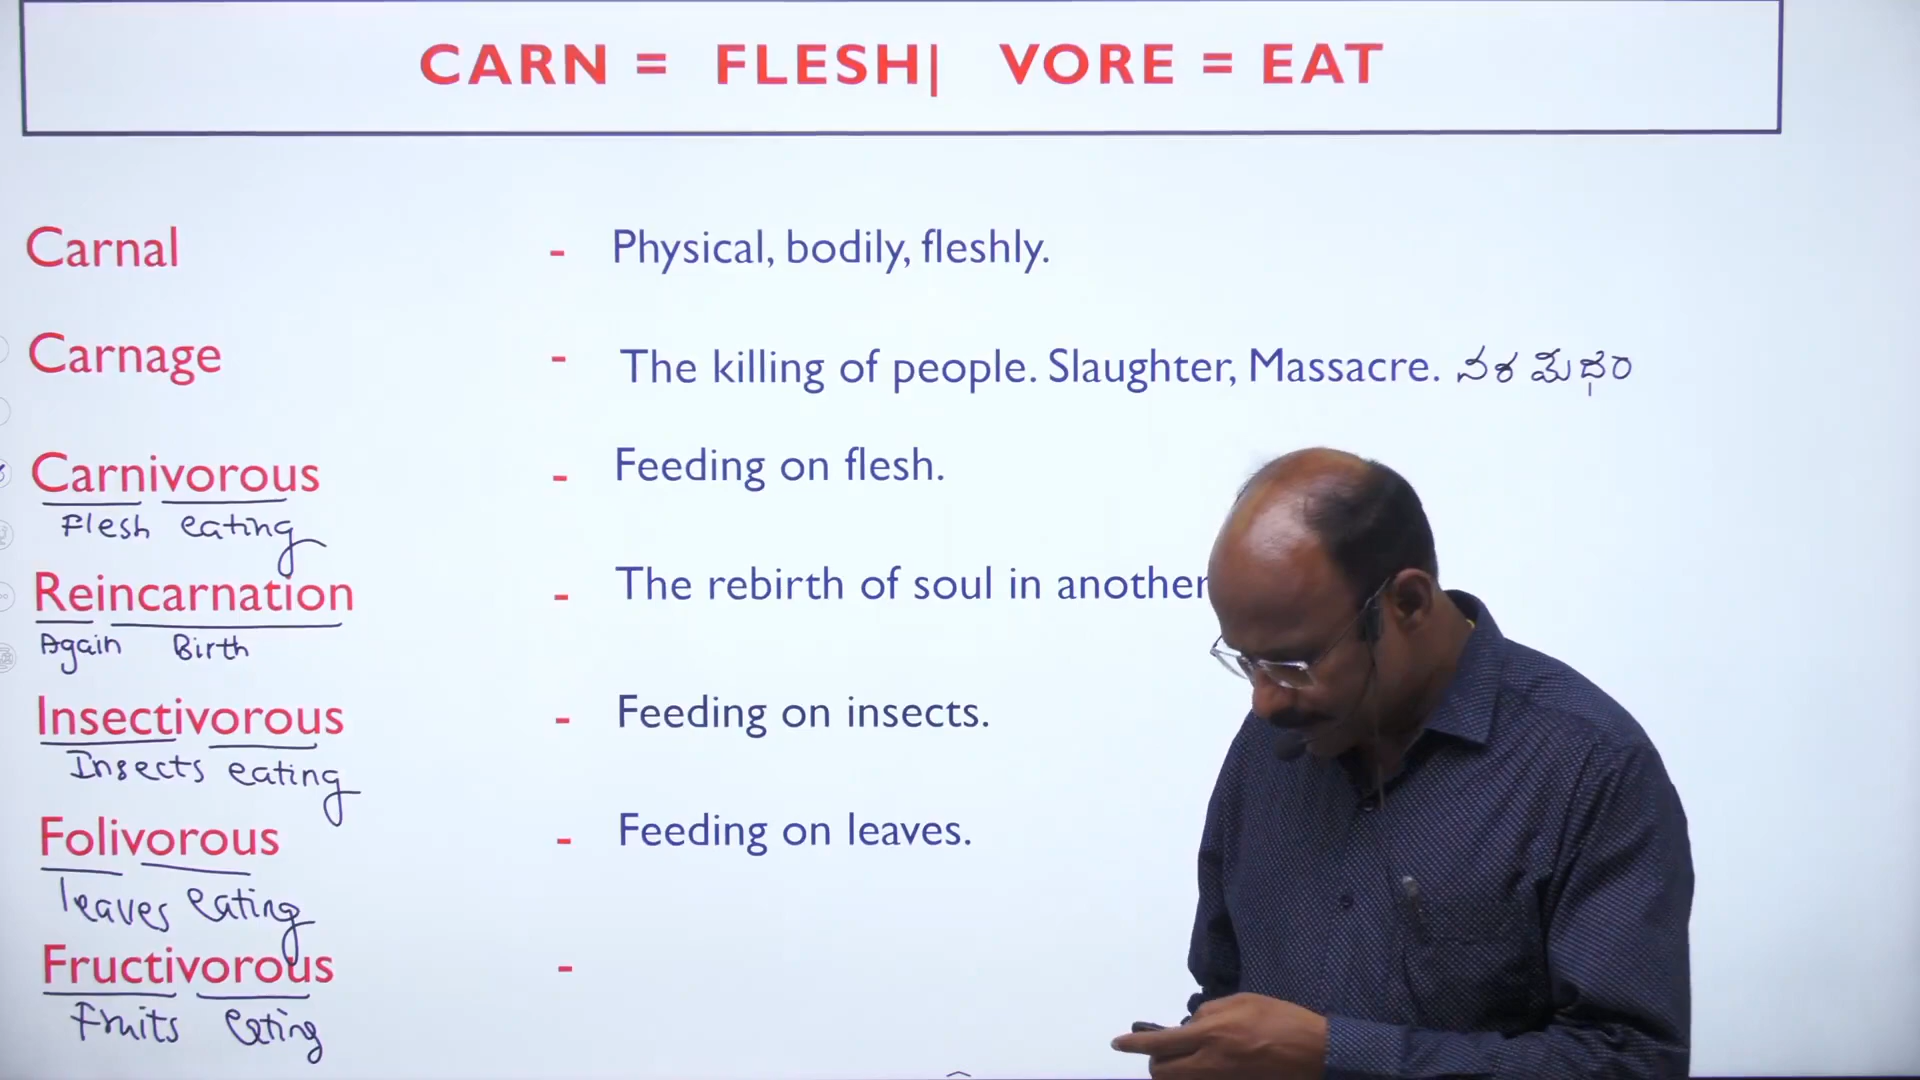 CARN = FLESH| VORE = EAT
Carnal - Physical, bodily, fleshly.
Carnage - The killing of people. Slaughter, Massacre. నర మేధం
Carnivorous - Feeding on flesh.
Flesh eating
Reincarnation - The rebirth of soul in another
Again Birth
Insectivorous - Feeding on insects.
Insects eating
Folivorous - Feeding on leaves.
leaves eating
Fructivorous -
Fruits eating